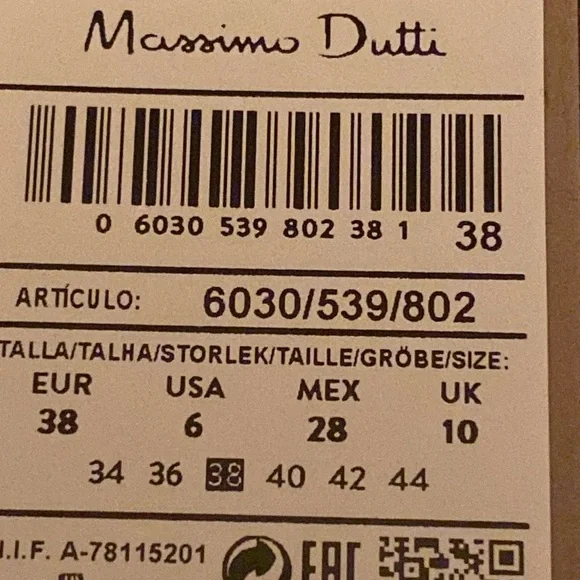 Massimo Dutti
0 6030 539 802 38 1 38
ARTÍCULO: 6030/539/802
TALLA/TALHA/STORLEK/TAILLE/GRÖBE/SIZE:
EUR USA MEX UK
38 6 28 10
34 36 38 40 42 44
.I.F. A-78115201 EAC